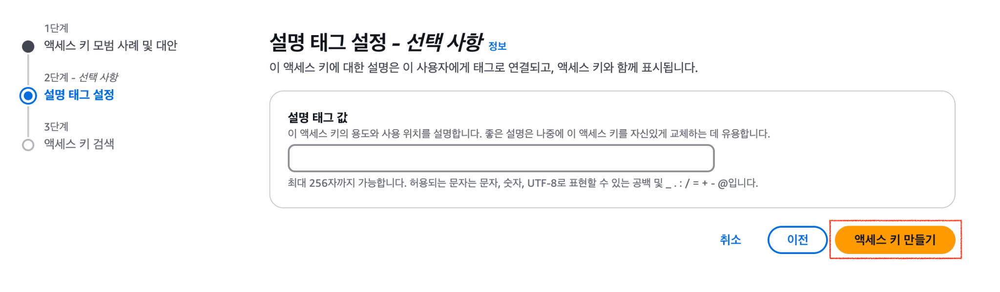 1단계
액세스 키 모범 사례 및 대안
2단계 - 선택 사항
설명 태그 설정
3단계
액세스 키 검색
설명 태그 설정 - 선택 사항 정보
이 액세스 키에 대한 설명은 이 사용자에게 태그로 연결되고, 액세스 키와 함께 표시됩니다.
설명 태그 값
이 액세스 키의 용도와 사용 위치를 설명합니다. 좋은 설명은 나중에 이 액세스 키를 자신있게 교체하는 데 유용합니다.
최대 256자까지 가능합니다. 허용되는 문자는 문자, 숫자, UTF-8로 표현할 수 있는 공백 및 _ . : / = + - @입니다.
취소 이전 액세스 키 만들기